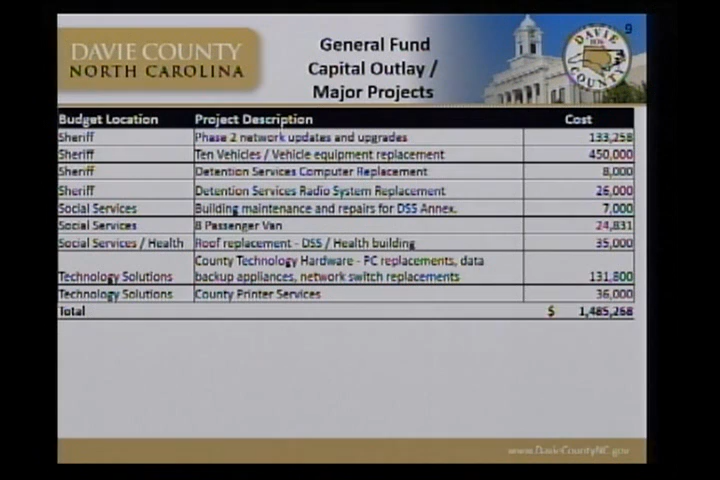 DAVIE COUNTY
NORTH CAROLINA
General Fund
Capital Outlay /
Major Projects
9
DAVIE
COUNTY
Budget Location Project Description Cost
Sheriff Phase 2 network updates and upgrades 133,258
Sheriff Ten Vehicles / Vehicle equipment replacement 450,000
Sheriff Detention Services Computer Replacement 8,000
Sheriff Detention Services Radio System Replacement 26,000
Social Services Building maintenance and repairs for DSS Annex. 7,000
Social Services 8 Passenger Van 24,831
Social Services / Health Roof replacement - DSS / Health building 35,000
County Technology Hardware - PC replacements, data
Technology Solutions backup appliances, network switch replacements 131,800
Technology Solutions County Printer Services 36,000
Total $ 1,485,268
www.DavieCountyNC.gov